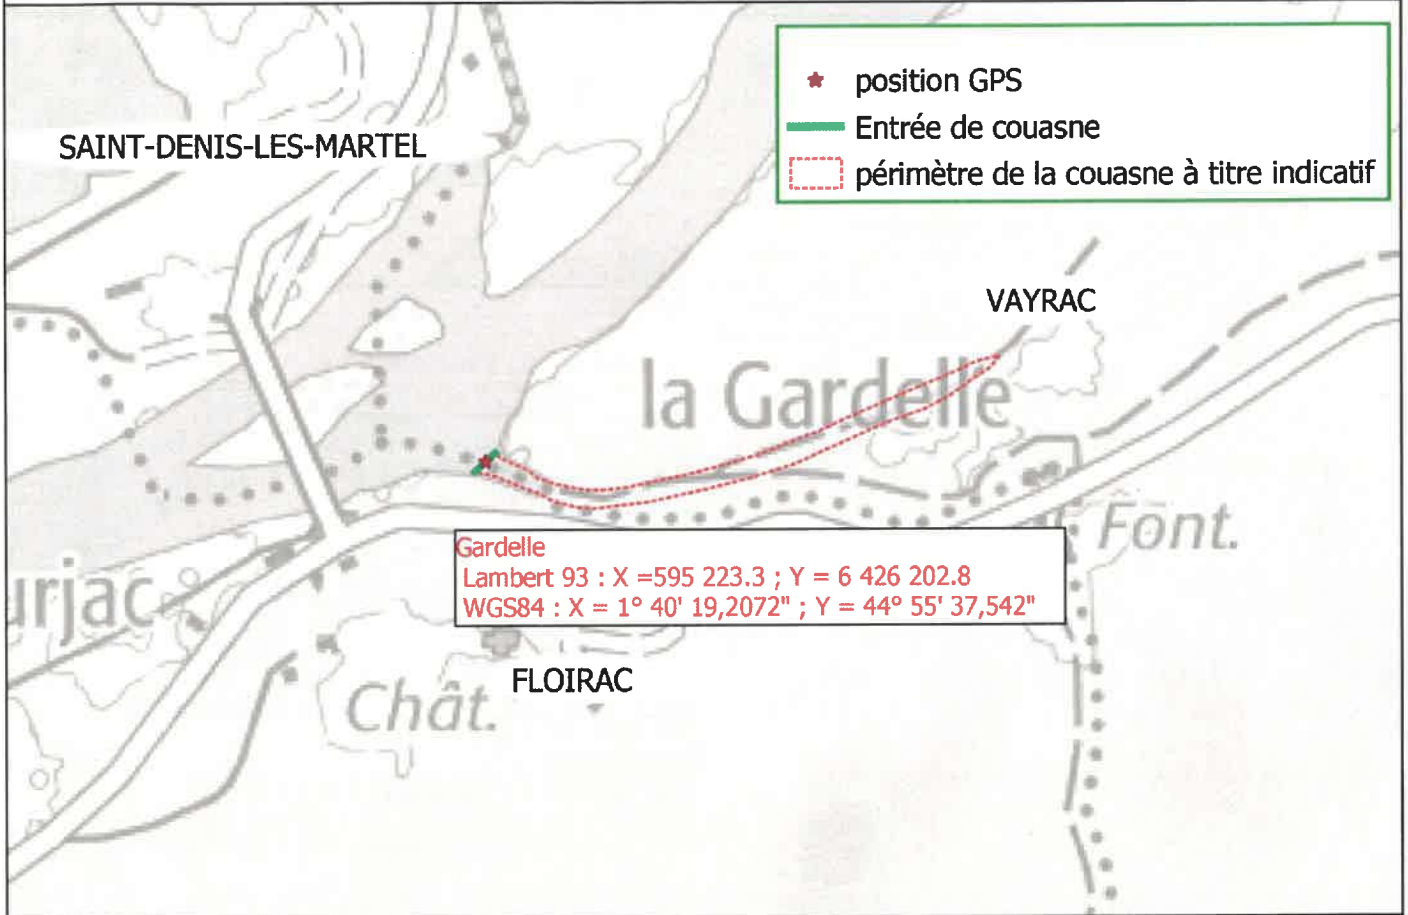 position GPS
Entrée de couasne
périmètre de la couasne à titre indicatif
SAINT-DENIS-LES-MARTEL
VAYRAC
la Gardelle
Font.
Gardelle
Lambert 93 : X =595 223.3 ; Y = 6 426 202.8
WGS84 : X = 1° 40' 19,2072" ; Y = 44° 55' 37,542"
urjac
FLOIRAC
Chât.